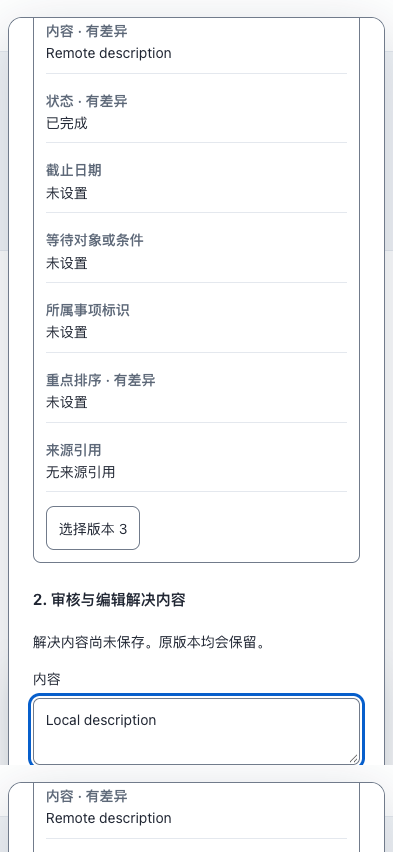 内容 · 有差异
Remote description
状态 · 有差异
已完成
截止日期
未设置
等待对象或条件
未设置
所属事项标识
未设置
重点排序 · 有差异
未设置
来源引用
无来源引用
选择版本 3
2. 审核与编辑解决内容
解决内容尚未保存。原版本均会保留。
内容
Local description
内容 · 有差异
Remote description